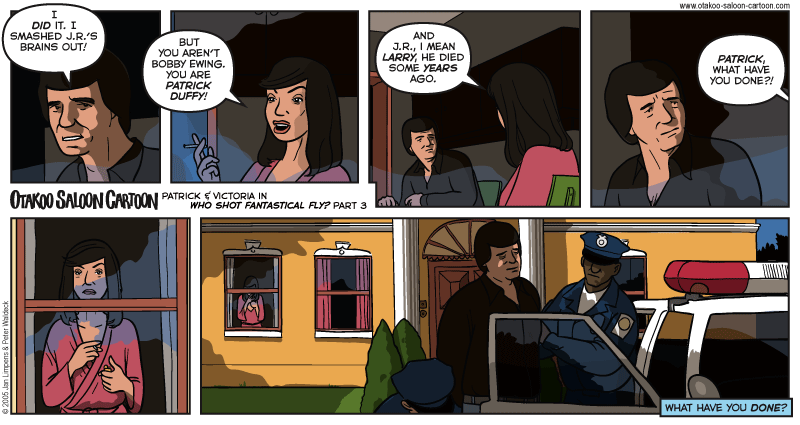 www.otakoo-saloon-cartoon.com
I
DID IT. I
SMASHED J.R.'S
BRAINS OUT!
BUT
YOU AREN'T
BOBBY EWING.
YOU ARE
PATRICK
DUFFY!
AND
J.R., I MEAN
LARRY, HE DIED
SOME YEARS
AGO.
PATRICK,
WHAT HAVE
YOU DONE?!
OTAKOO SALOON CARTOON
PATRICK & VICTORIA IN
WHO SHOT FANTASTICAL FLY? PART 3
© 2005 Jan Limpens & Peter Waldeck
WHAT HAVE YOU DONE?